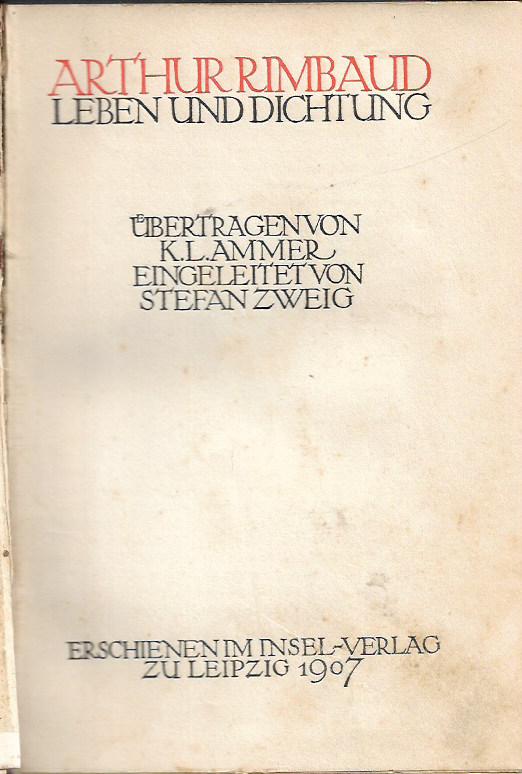 ARTHUR RIMBAUD
LEBEN UND DICHTUNG
ÜBERTRAGEN VON
K.L.AMMER
EINGELEITET VON
STEFAN ZWEIG
ERSCHIENEN IM INSEL-VERLAG
ZU LEIPZIG 1907